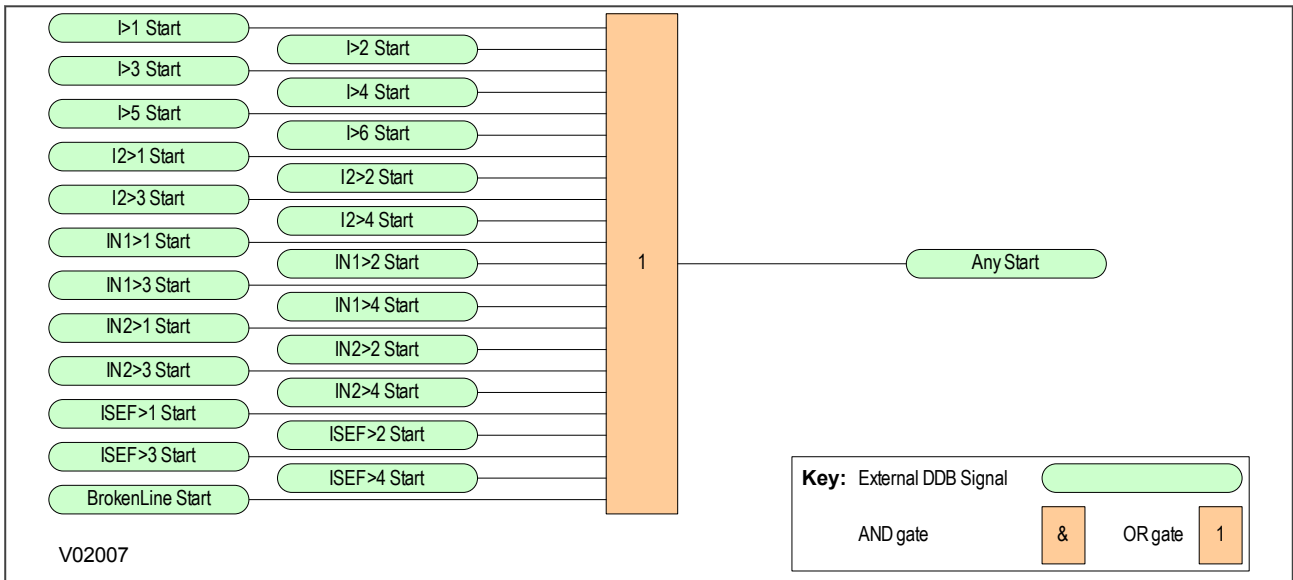 I>1 Start
I>2 Start
I>3 Start
I>4 Start
I>5 Start
I>6 Start
I2>1 Start
I2>2 Start
I2>3 Start
I2>4 Start
IN1>1 Start
IN1>2 Start
1
Any Start
IN1>3 Start
IN1>4 Start
IN2>1 Start
IN2>2 Start
IN2>3 Start
IN2>4 Start
ISEF>1 Start
ISEF>2 Start
ISEF>3 Start
ISEF>4 Start
BrokenLine Start
Key: External DDB Signal
AND gate & OR gate 1
V02007